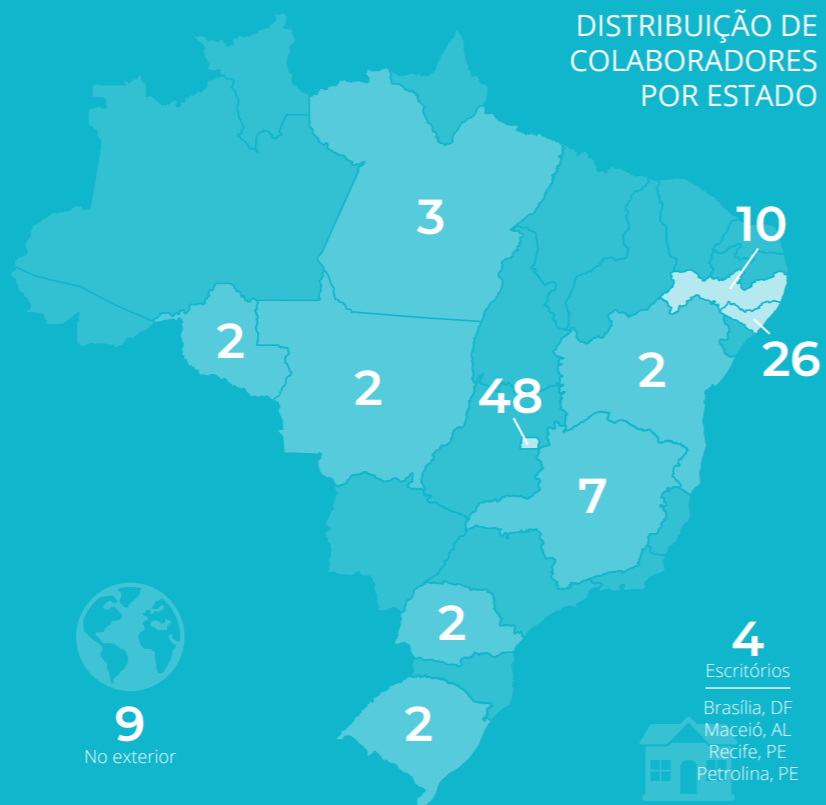 DISTRIBUIÇÃO DE
COLABORADORES
POR ESTADO
10
3
26
2
2
2
48
7
2
2
9
No exterior
4
Escritórios
Brasília, DF
Maceió, AL
Recife, PE
Petrolina, PE